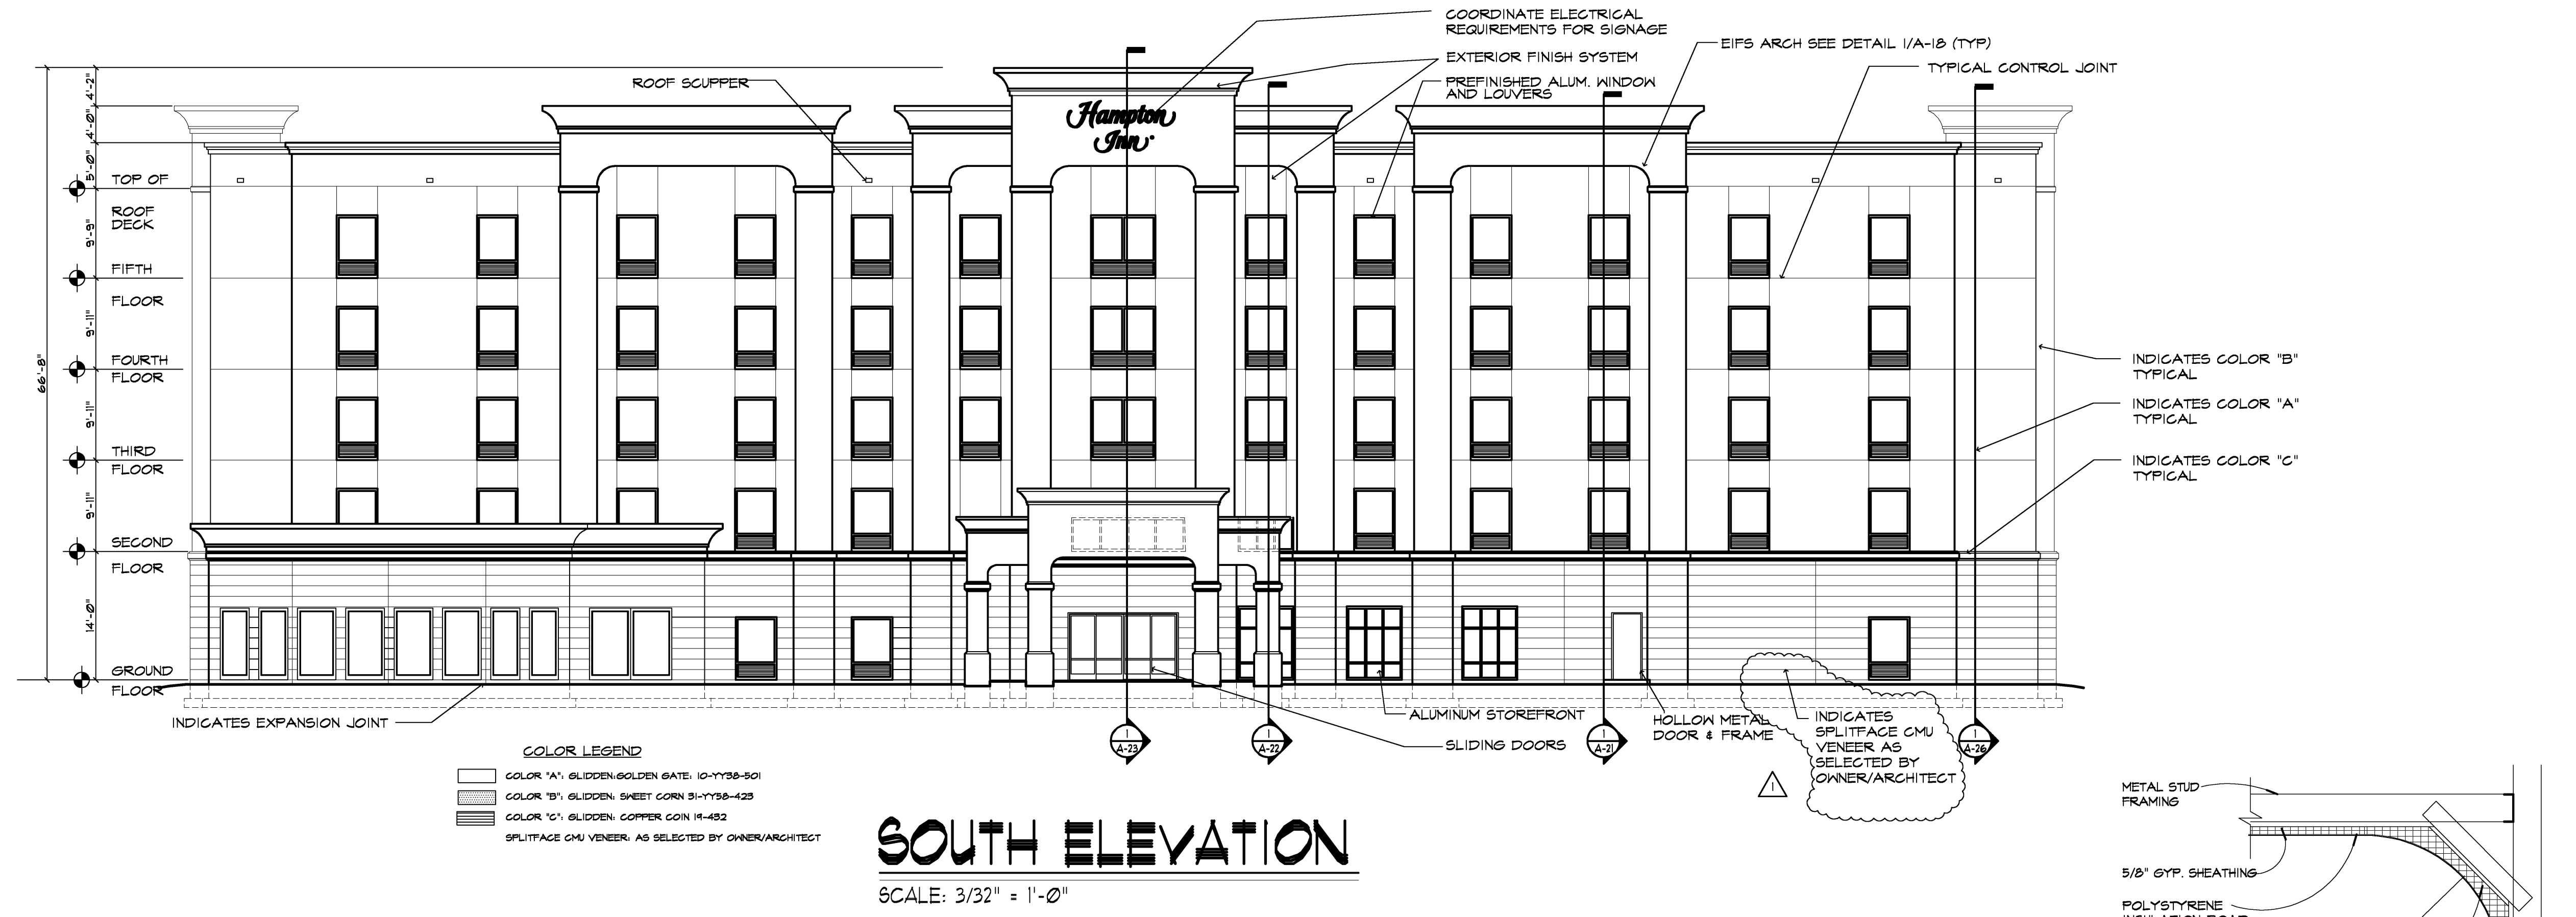 COORDINATE ELECTRICAL
REQUIREMENTS FOR SIGNAGE
EIFS ARCH SEE DETAIL 1/A-18 (TYP)
EXTERIOR FINISH SYSTEM
TYPICAL CONTROL JOINT
ROOF SCUPPER
PREFINISHED ALUM. WINDOW
AND LOUVERS
Hampton
Inn
66'-8"
4'-2"
4'-0"
5'-0"
TOP OF
ROOF
DECK
9'-9"
FIFTH
FLOOR
9'-11"
FOURTH
FLOOR
9'-11"
THIRD
FLOOR
9'-11"
SECOND
FLOOR
14'-0"
GROUND
FLOOR
INDICATES COLOR "B"
TYPICAL
INDICATES COLOR "A"
TYPICAL
INDICATES COLOR "C"
TYPICAL
INDICATES EXPANSION JOINT
ALUMINUM STOREFRONT
SLIDING DOORS
HOLLOW METAL
DOOR & FRAME
INDICATES
SPLITFACE CMU
VENEER AS
SELECTED BY
OWNER/ARCHITECT
1
1
A-23
1
A-22
1
A-21
1
A-26
COLOR LEGEND
COLOR "A": GLIDDEN:GOLDEN GATE: 10-YY38-501
COLOR "B": GLIDDEN: SWEET CORN 31-YY58-423
COLOR "C": GLIDDEN: COPPER COIN 19-432
SPLITFACE CMU VENEER: AS SELECTED BY OWNER/ARCHITECT
SOUTH ELEVATION
SCALE: 3/32" = 1'-0"
METAL STUD
FRAMING
5/8" GYP. SHEATHING
POLYSTYRENE
INSULATION